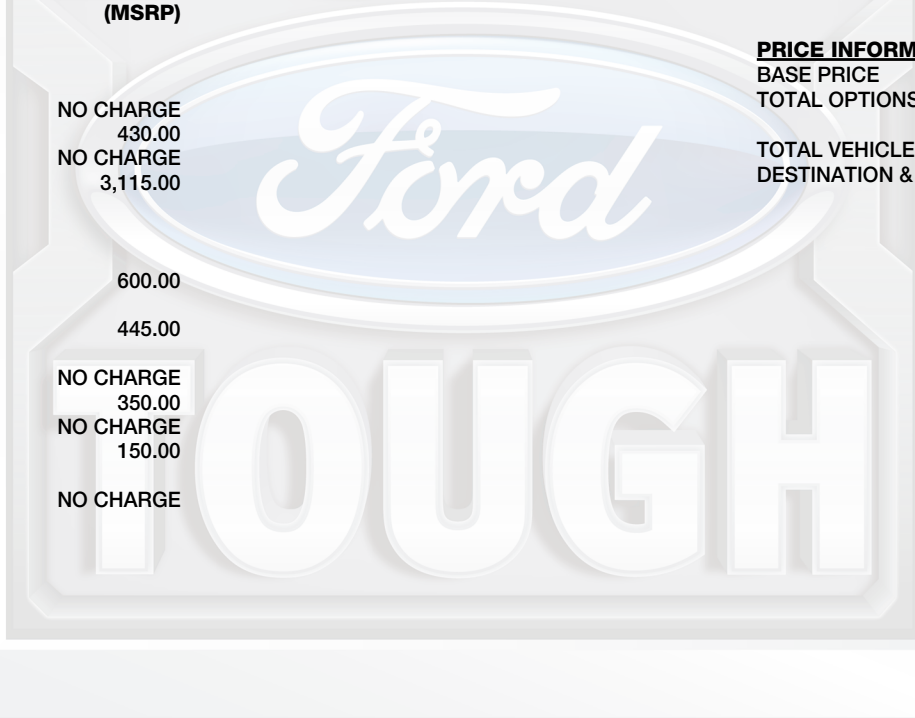 (MSRP)
NO CHARGE
430.00
NO CHARGE
3,115.00
600.00
445.00
NO CHARGE
350.00
NO CHARGE
150.00
NO CHARGE
PRICE INFORM
BASE PRICE
TOTAL OPTIONS
TOTAL VEHICLE
DESTINATION &
Ford
TOUGH